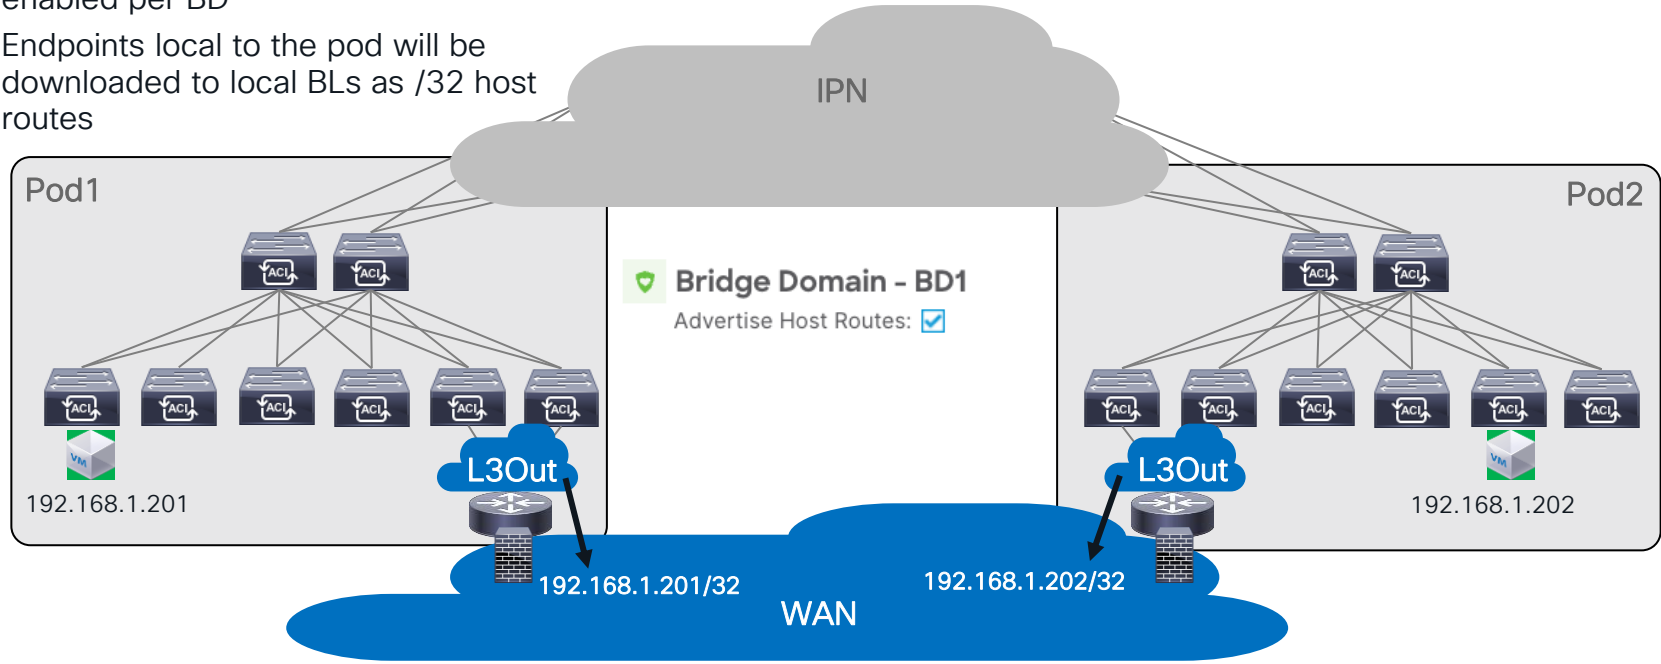 enabled per BD
Endpoints local to the pod will be
downloaded to local BLs as /32 host
routes
IPN
Pod1
Pod2
ACI
ACI
ACI
ACI
Bridge Domain - BD1
Advertise Host Routes:
ACI
ACI
ACI
ACI
ACI
ACI
ACI
ACI
ACI
ACI
ACI
ACI
VM
VM
L3Out
L3Out
192.168.1.201
192.168.1.202
192.168.1.201/32
192.168.1.202/32
WAN